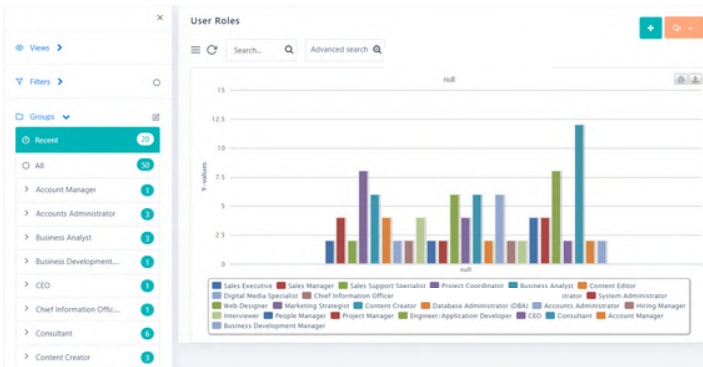 ×
Views
Filters
Groups
Recent 20
All 50
Account Manager 1
Accounts Administrator 3
Business Analyst 3
Business Development... 1
CEO 1
Chief Information Offic... 1
Consultant 6
Content Creator 3
User Roles
Search...
Advanced search
null
15
12.5
10
7.5
5
2.5
0
Y-values
null
Sales Executive Sales Manager Sales Support Specialist Project Coordinator Business Analyst Content Editor
Digital Media Specialist Chief Information Officer strator System Administrator
Web Designer Marketing Strategist Content Creator Database Administrator (DBA) Accounts Administrator Hiring Manager
Interviewer People Manager Project Manager Engineer::Application Developer CEO Consultant Account Manager
Business Development Manager